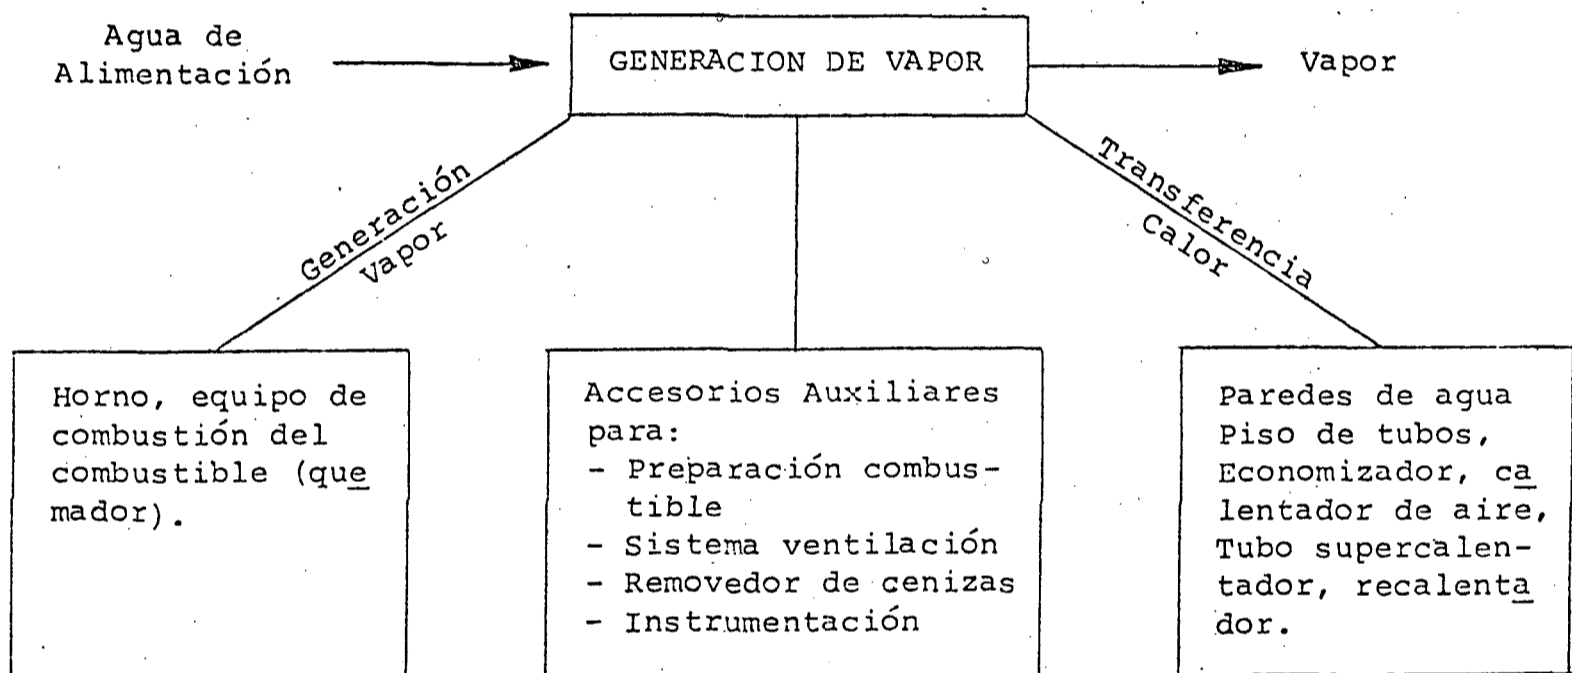 Agua de
Alimentación
GENERACION DE VAPOR
Vapor
Generación
Vapor
Transferencia
Calor
Horno, equipo de
combustión del
combustible (que
mador).
Accesorios Auxiliares
para:
- Preparación combus-
tible
- Sistema ventilación
- Removedor de cenizas
- Instrumentación
Paredes de agua
Piso de tubos,
Economizador, ca
lentador de aire,
Tubo supercalen-
tador, recalenta
dor.